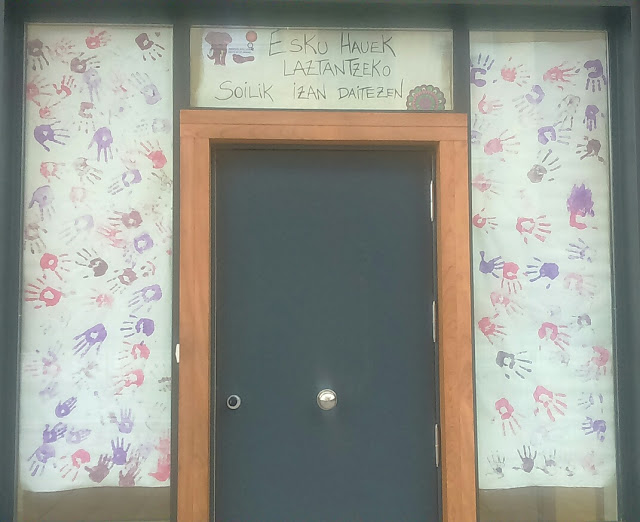 ESKU HAUEK
LAZTANTZEKO
SOILIK IZAN DAITEZEN